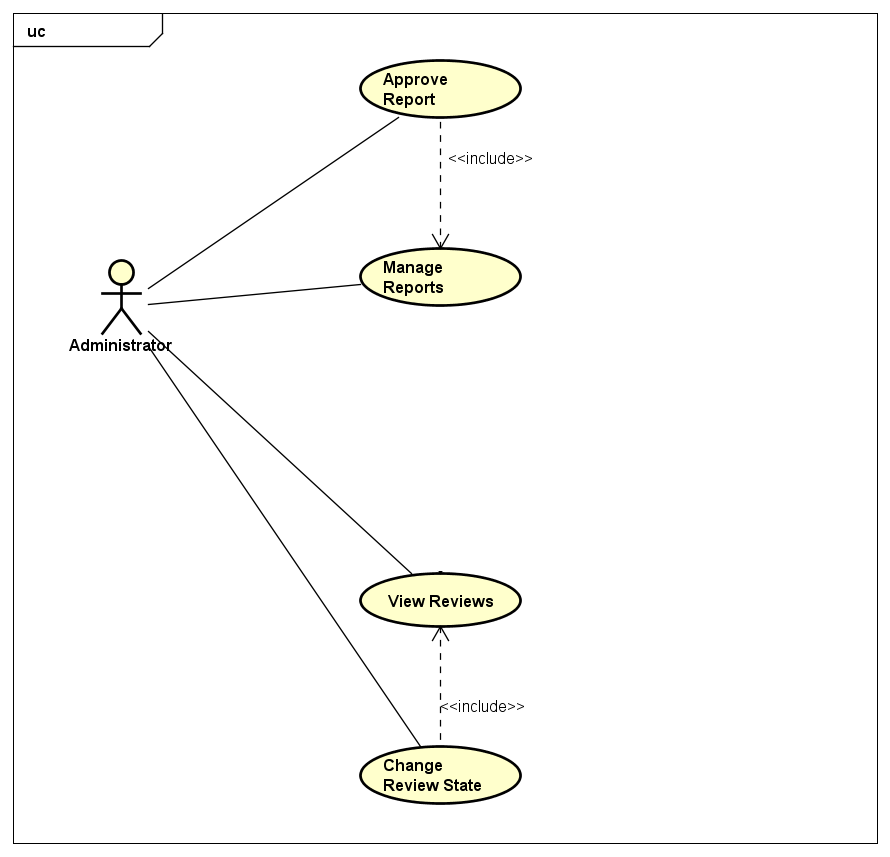 uc
Approve
Report
<<include>>
Manage
Reports
Administrator
View Reviews
<<include>>
Change
Review State